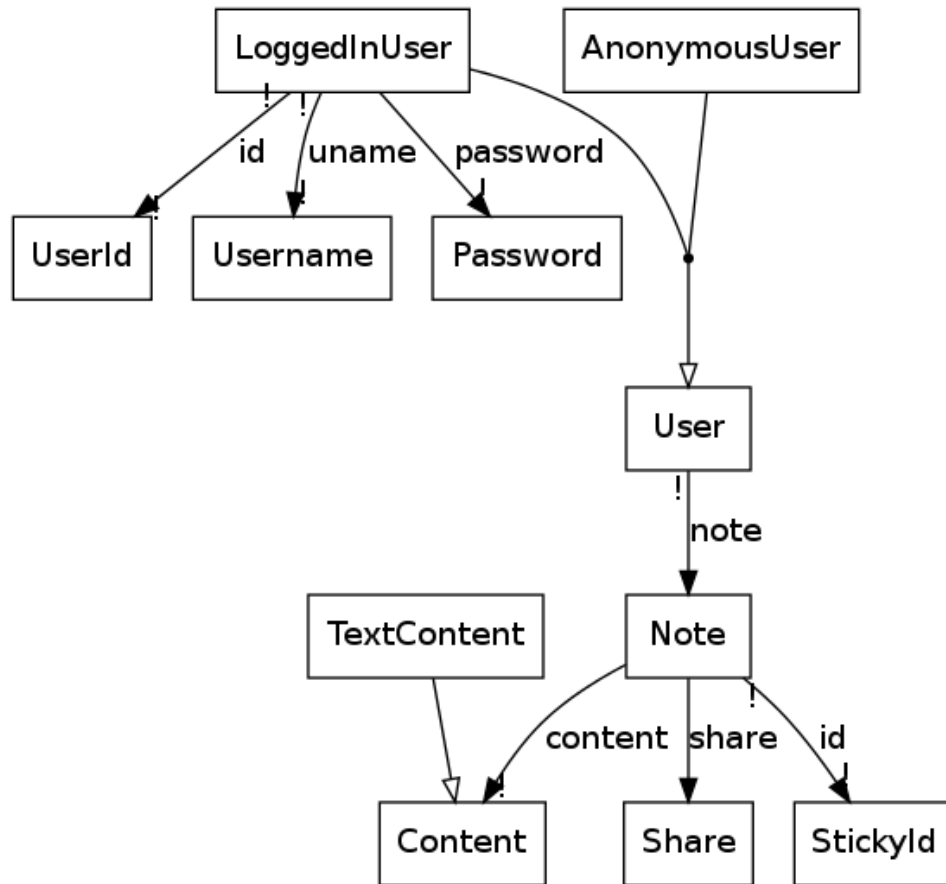 LoggedInUser
AnonymousUser
!
!
id
uname
password
!
!
!
UserId
Username
Password
User
!
note
TextContent
Note
!
content
share
id
!
!
Content
Share
StickyId